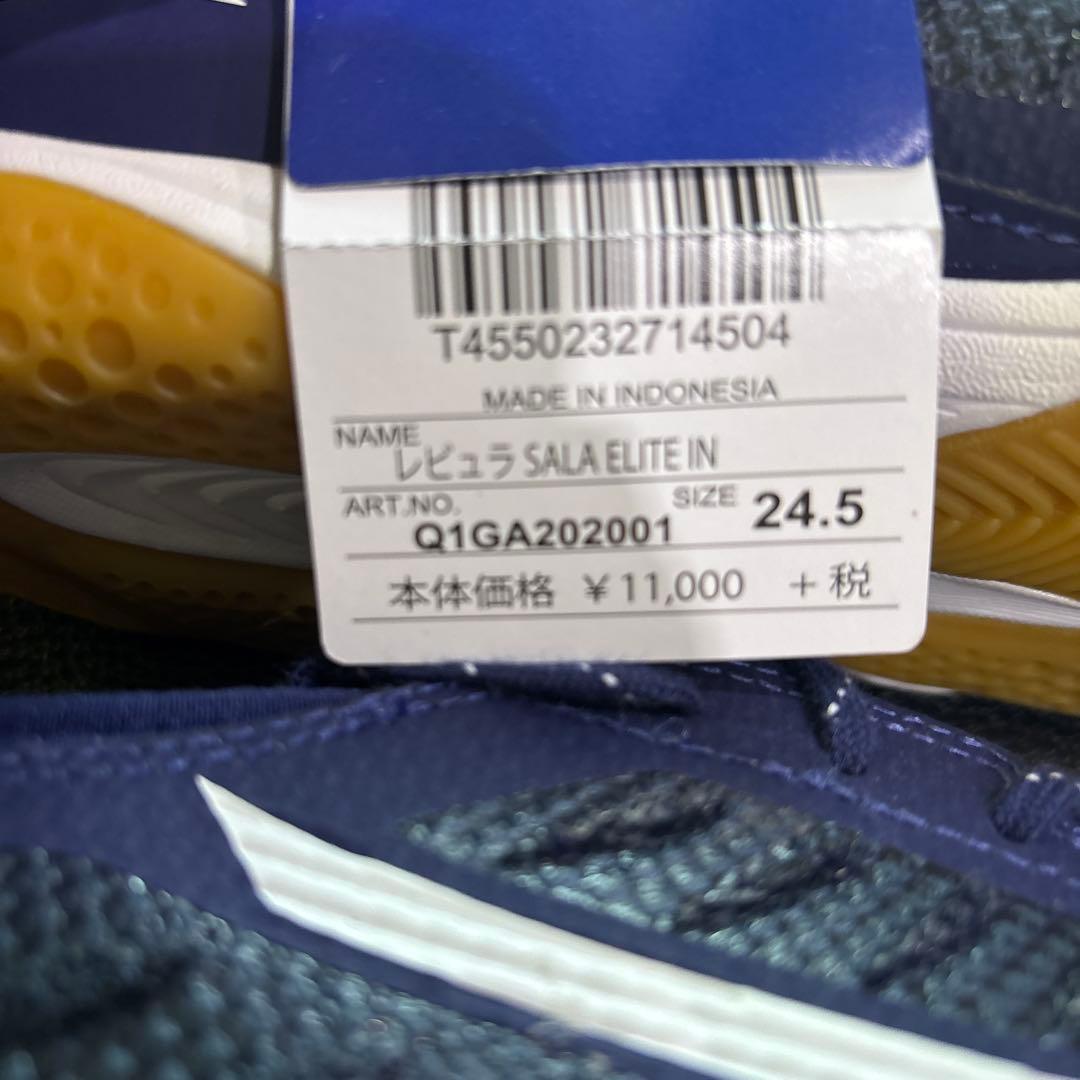 T4550232714504
MADE IN INDONESIA
NAME
レビュラ SALA ELITE IN
ART.NO. SIZE 24.5
Q1GA202001
本体価格 ¥11,000 +税